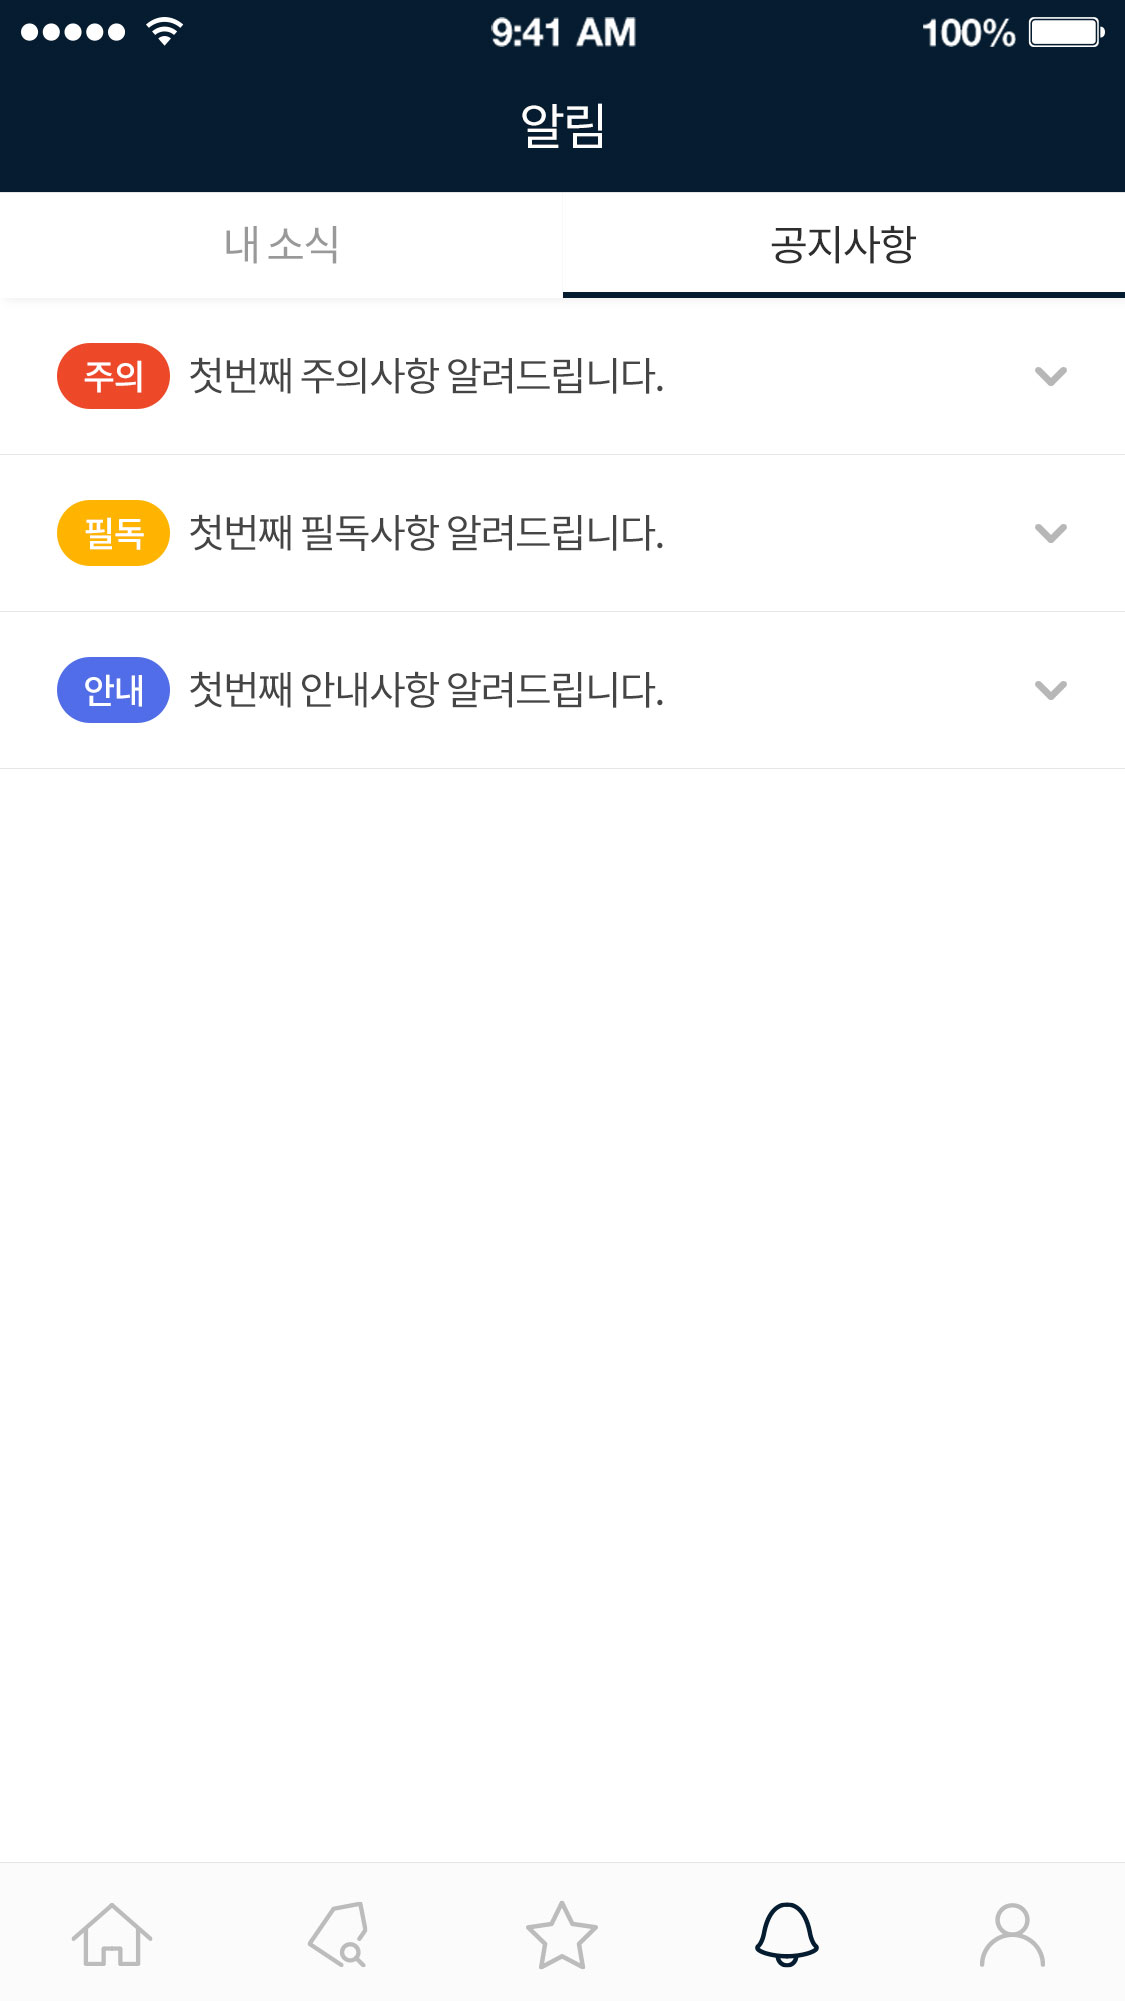 9:41 AM 100%
알림
내 소식 공지사항
주의 첫번째 주의사항 알려드립니다.
필독 첫번째 필독사항 알려드립니다.
안내 첫번째 안내사항 알려드립니다.